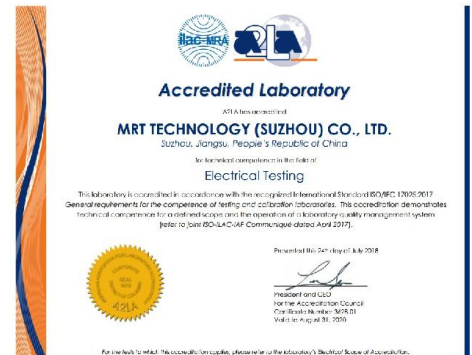 ilac-MRA
A2LA
Accredited Laboratory
A2LA has accredited
MRT TECHNOLOGY (SUZHOU) CO., LTD.
Suzhou, Jiangsu, People's Republic of China
for technical competence in the field of
Electrical Testing
This laboratory is accredited in accordance with the recognized International Standard ISO/IEC 17025:2017
General requirements for the competence of testing and calibration laboratories. This accreditation demonstrates
technical competence for a defined scope and the operation of a laboratory quality management system
(refer to joint ISO-ILAC-IAF Communiqué dated April 2017).
Presented this 24th day of July 2018
President and CEO
For the Accreditation Council
Certificate Number 3628.01
Valid to August 31, 2020
CORPORATE
SEAL
A2LA
For the tests to which this accreditation applies, please refer to the laboratory's Electrical Scope of Accreditation.